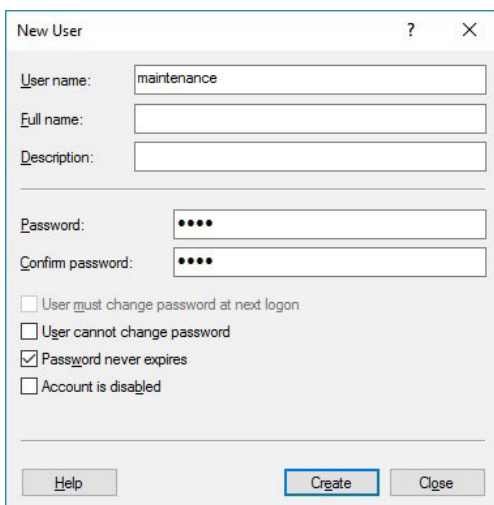 New User ?
User name: maintenance
Full name:
Description:
Password: ●●●●
Confirm password: ●●●●
User must change password at next logon
User cannot change password
Password never expires
Account is disabled
Help Create Close